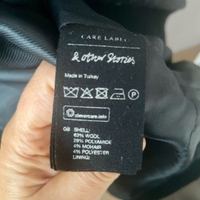 CARE LABEL
& other Stories
Made in Turkey
clevercare.info
GB SHELL:
63% WOOL
29% POLYAMIDE
4% MOHAIR
4% POLYESTER
LINING: